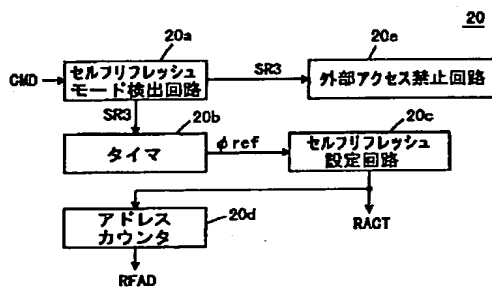 20
20a
20e
CMD
セルフリフレッシュ
モード検出回路
SR3
外部アクセス禁止回路
SR3
20b
20c
タイマ
φref
セルフリフレッシュ
設定回路
アドレス
カウンタ
20d
RACT
RFAD